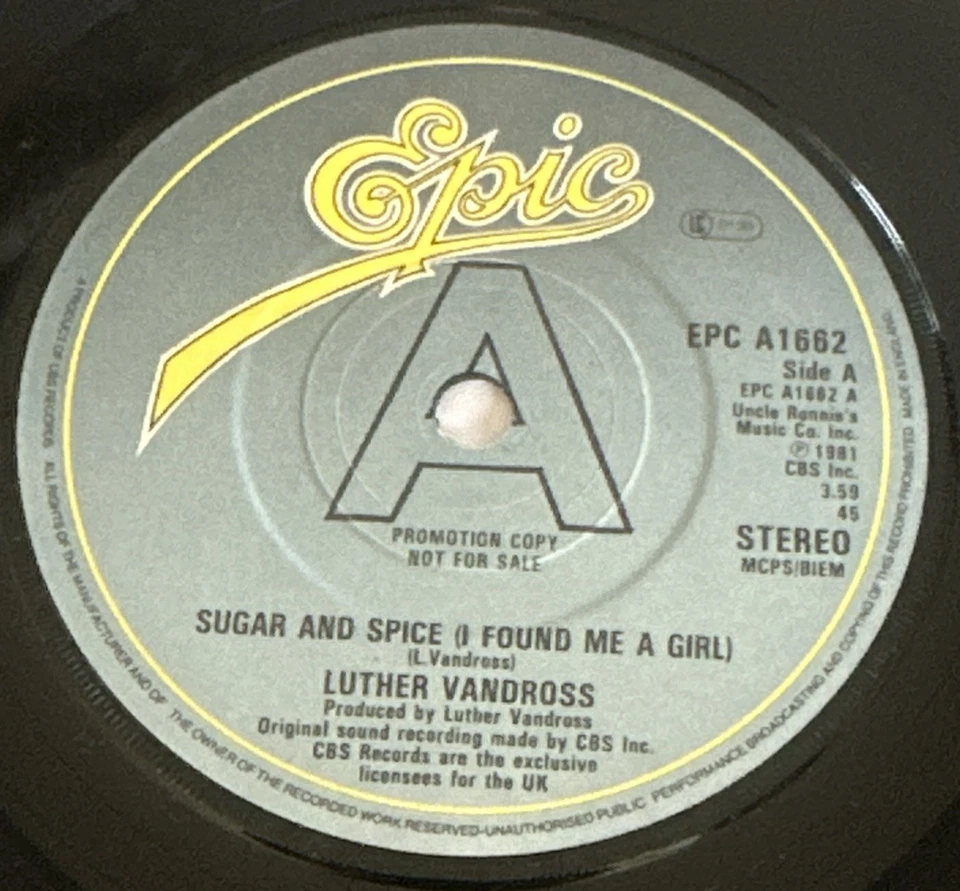 Epic
EPC A1662
Side A
EPC A1662 A
Uncle Ronnie's
Music Co. Inc.
℗ 1981
CBS Inc.
3.59
45
STEREO
MCPS/BIEM
A
PROMOTION COPY
NOT FOR SALE
SUGAR AND SPICE (I FOUND ME A GIRL)
(L.Vandross)
LUTHER VANDROSS
Produced by Luther Vandross
Original sound recording made by CBS Inc.
CBS Records are the exclusive
licensees for the UK
A PRODUCT OF CBS RECORDS ALL RIGHTS OF THE MANUFACTURER AND OF THE OWNER OF THE RECORDED WORK RESERVED-UNAUTHORISED PUBLIC PERFORMANCE BROADCASTING AND COPYING OF THIS RECORD PROHIBITED MADE IN ENGLAND